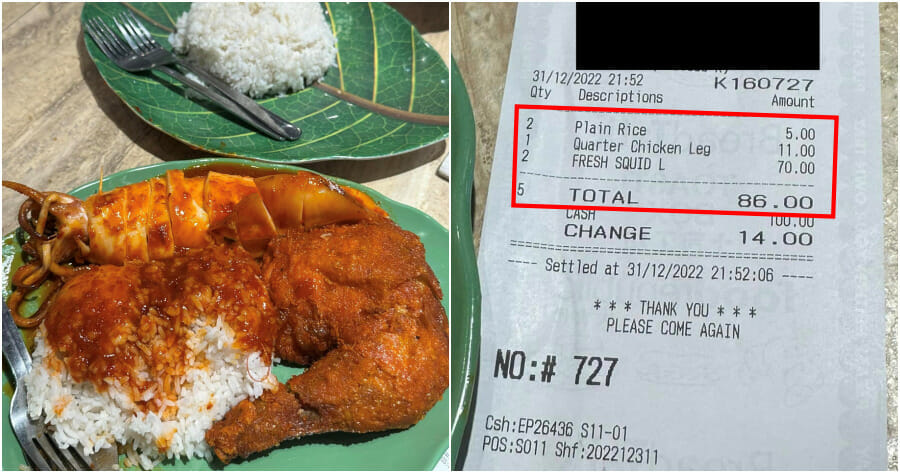 31/12/2022 21:52 K160727
Qty Descriptions Amount
2 Plain Rice 5.00
1 Quarter Chicken Leg 11.00
2 FRESH SQUID L 70.00
5 TOTAL 86.00
CASH 100.00
CHANGE 14.00
---- Settled at 31/12/2022 21:52:06 ----
* * * THANK YOU * * *
PLEASE COME AGAIN
NO:# 727
Csh:EP26436 S11-01
POS:S011 Shf:202212311